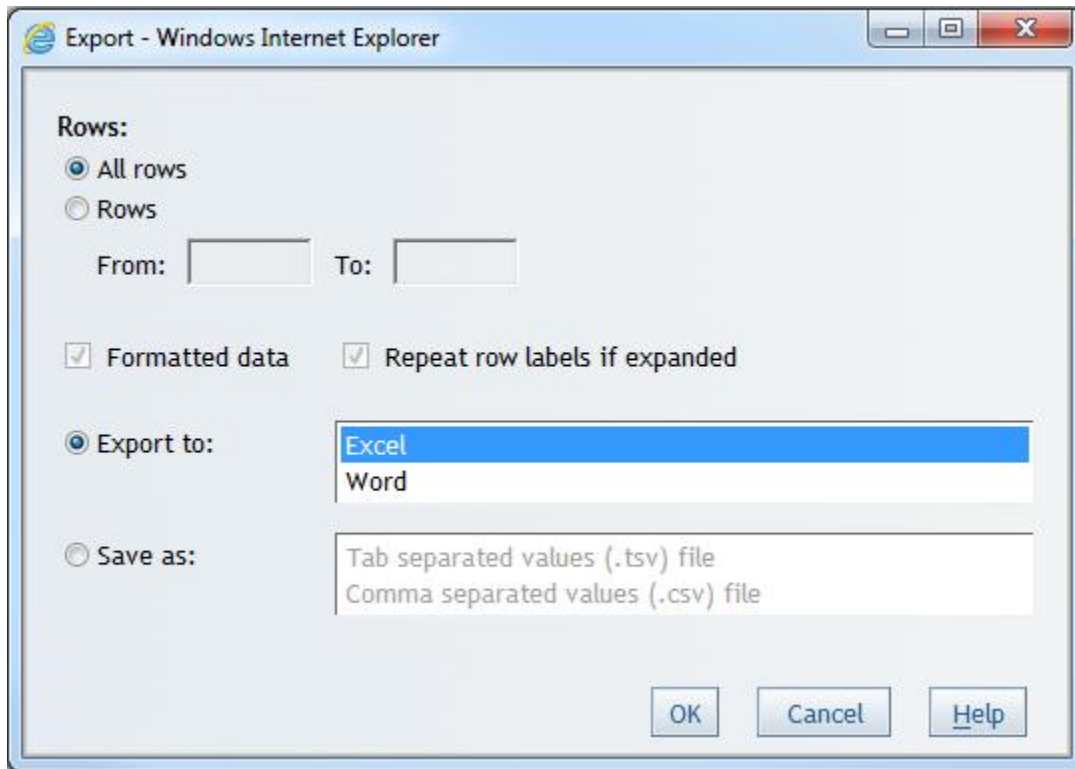 Export - Windows Internet Explorer
Rows:
All rows
Rows
From: To:
Formatted data Repeat row labels if expanded
Export to: Excel
Word
Save as: Tab separated values (.tsv) file
Comma separated values (.csv) file
OK Cancel Help